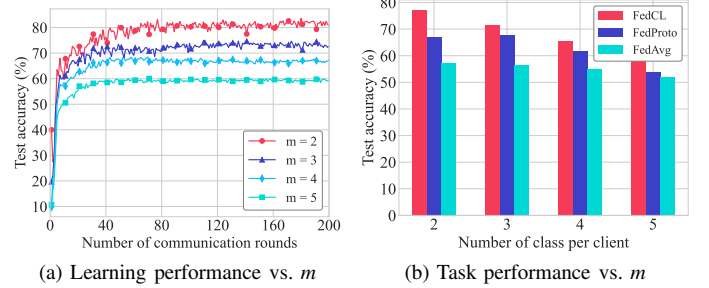 80
70
60
50
40
30
20
10
Test accuracy (%)
m = 2
m = 3
m = 4
m = 5
0 40 80 120 160 200
Number of communication rounds
(a) Learning performance vs. m
80
70
60
50
40
30
20
10
0
Test accuracy (%)
FedCL
FedProto
FedAvg
2 3 4 5
Number of class per client
(b) Task performance vs. m